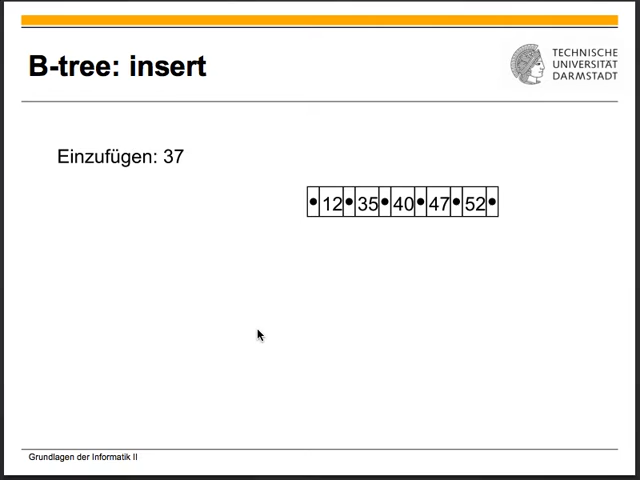 B-tree: insert
TECHNISCHE
UNIVERSITÄT
DARMSTADT
Einzufügen: 37
12 35 40 47 52
Grundlagen der Informatik II